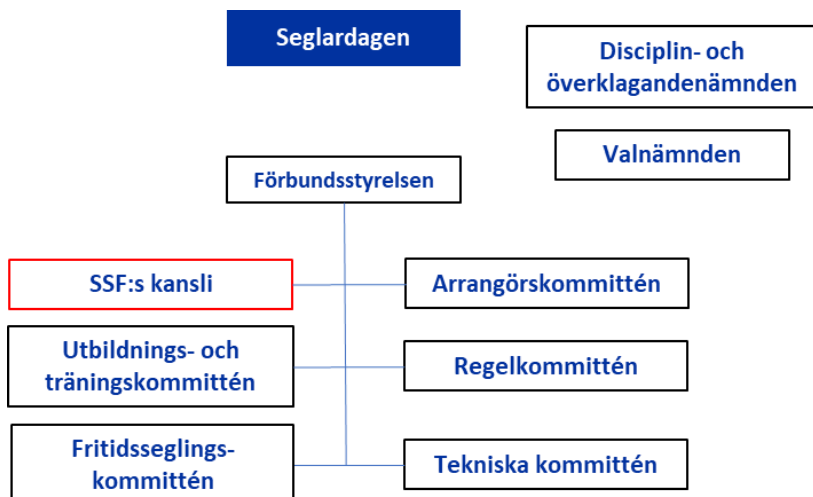 Seglardagen
Disciplin- och
överklagandenämnden
Valnämnden
Förbundsstyrelsen
SSF:s kansli
Arrangörskommittén
Utbildnings- och
träningskommittén
Regelkommittén
Fritidsseglings-
kommittén
Tekniska kommittén